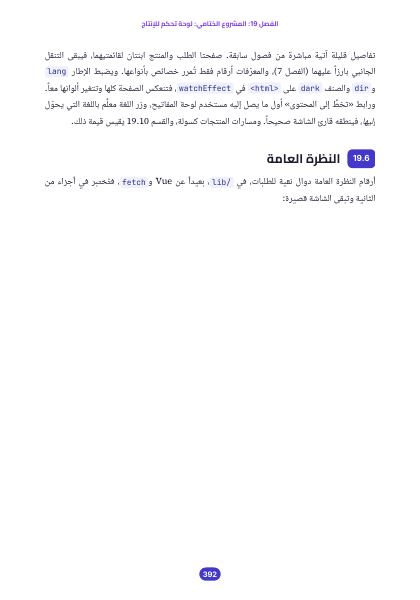 الفصل 19: المشروع الختامي: لوحة تحكم للإنتاج
تفاصيل قليلة آتية مباشرة من فصول سابقة. صفحتا الطلب والمنتج ابنتان لقائمتيهما، فيبقى التنقل
الجانبي بارزاً عليهما (الفصل 7)، والمعرّفات أرقام فقط تُمرر خصائص بأنواعها. ويضبط الإطار lang
و dir والصنف dark على <html> في watchEffect، فتنعكس الصفحة كلها وتتغير ألوانها معاً.
ورابط «تخطَّ إلى المحتوى» أول ما يصل إليه مستخدم لوحة المفاتيح، وزر اللغة معلَّم باللغة التي يحوّل
إليها، فينطقه قارئ الشاشة صحيحاً. ومسارات المنتجات كسولة، والقسم 19.10 يقيس قيمة ذلك.
19.6 النظرة العامة
أرقام النظرة العامة دوال نقية للطلبات، في lib/، بعيداً عن Vue و fetch، فتُختبر في أجزاء من
الثانية وتبقى الشاشة قصيرة:
392